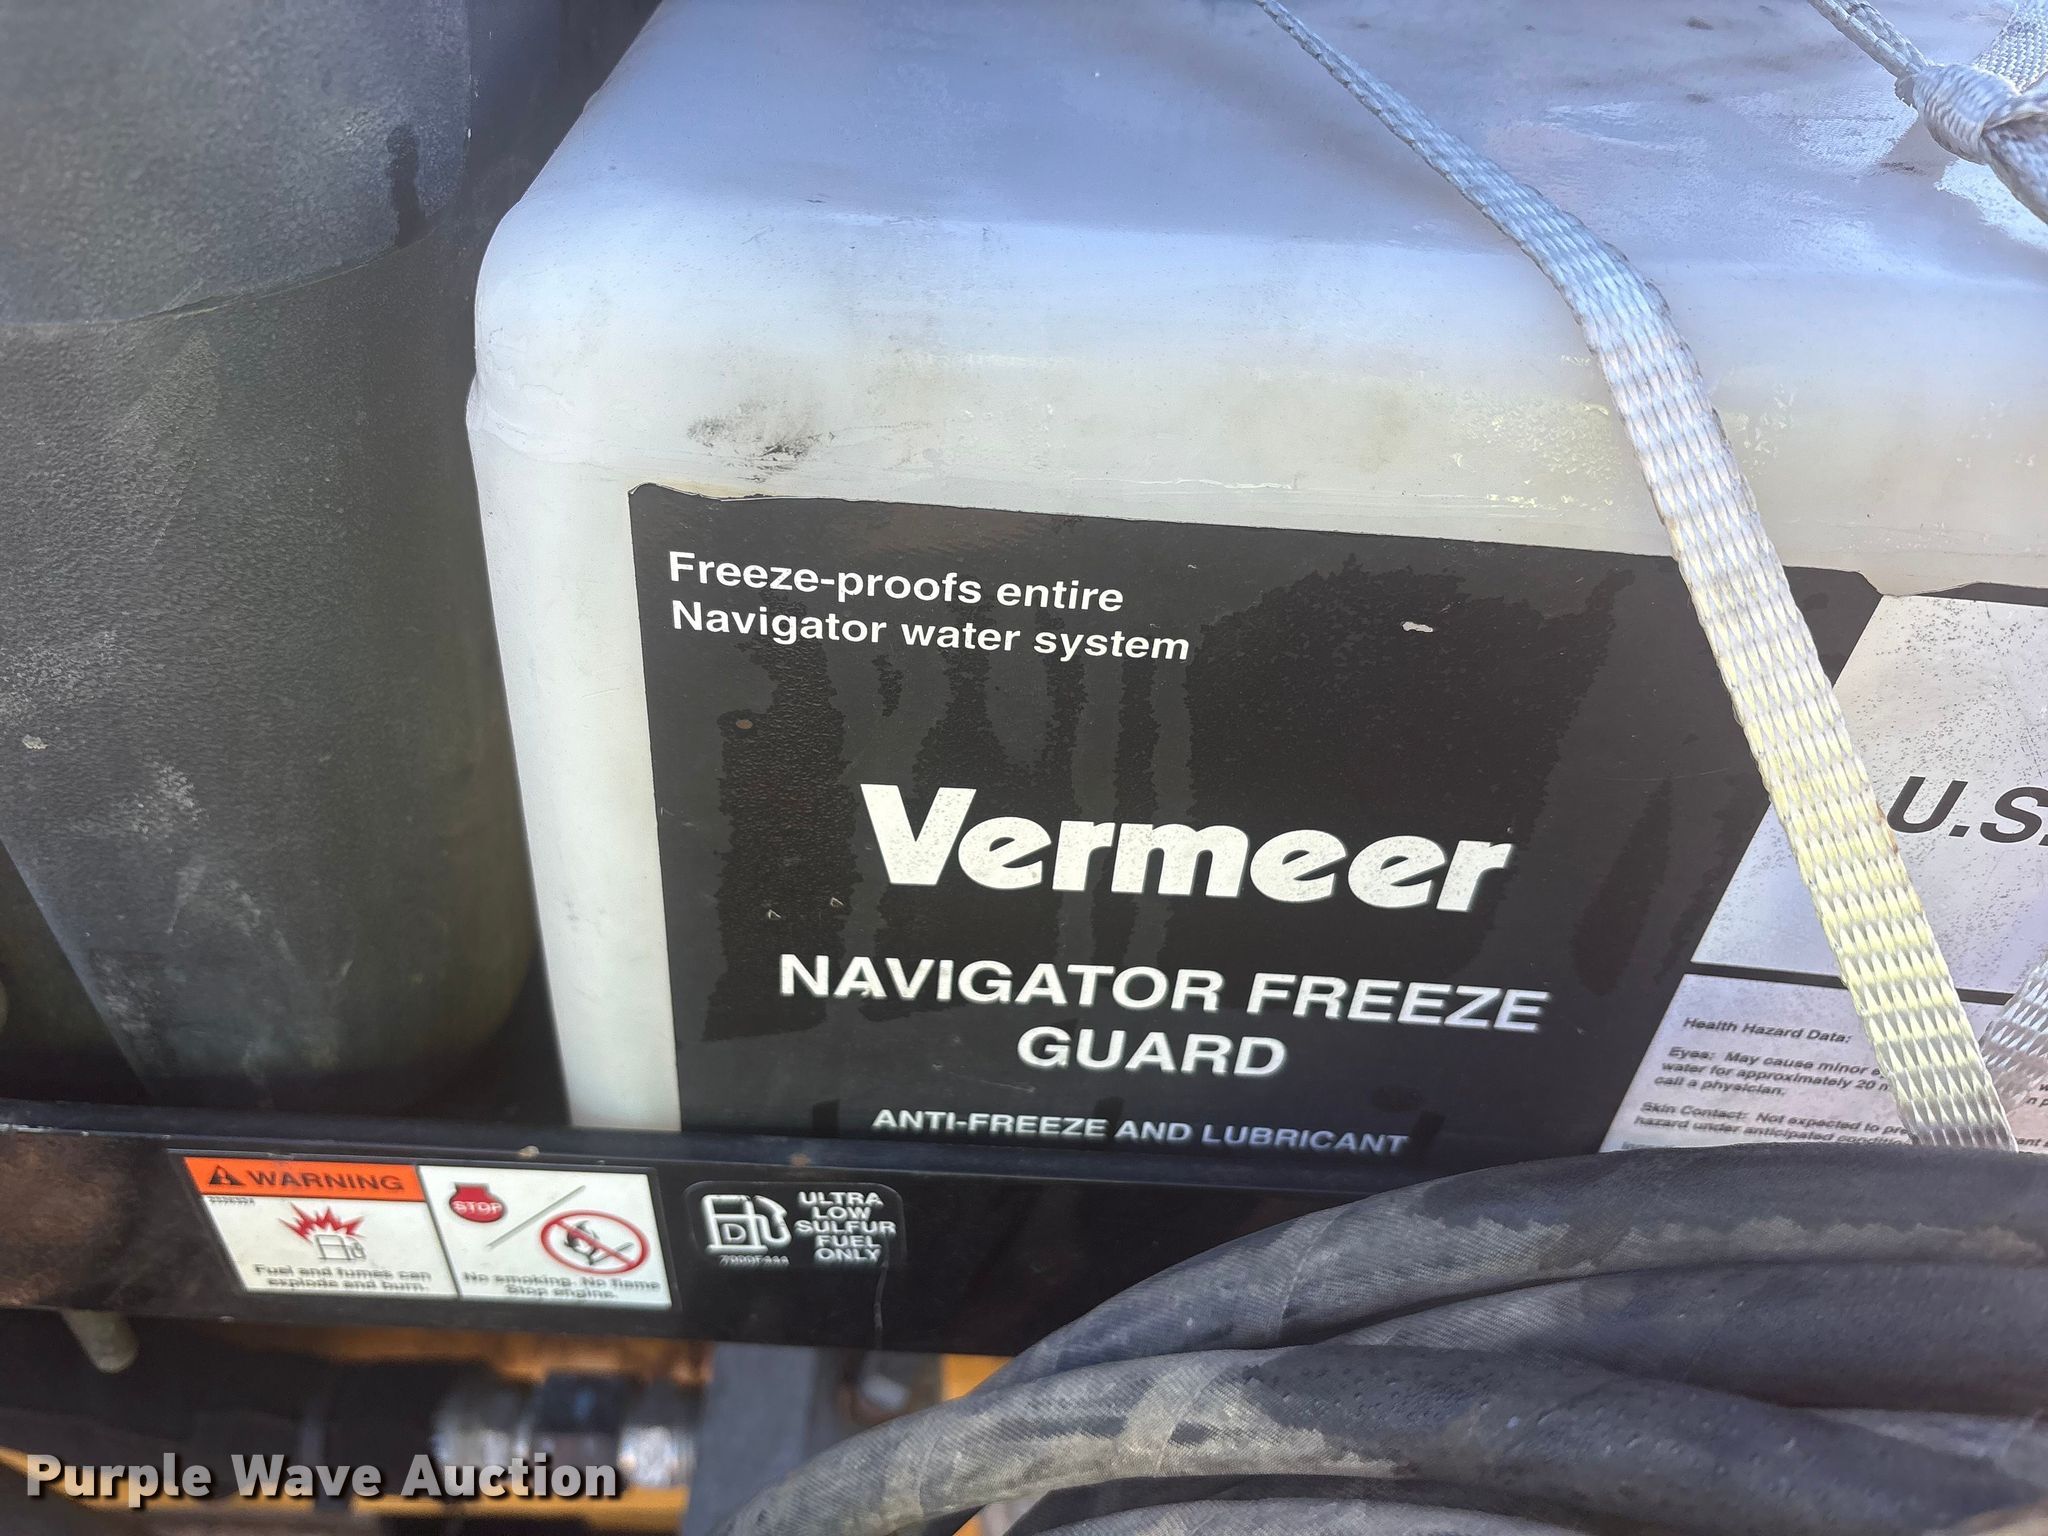 Freeze-proofs entire
Navigator water system
Vermeer
NAVIGATOR FREEZE
GUARD
ANTI-FREEZE AND LUBRICANT
U.S.
Health Hazard Data:
Eyes: May cause minor
water for approximately 20
call a physician.
Skin Contact: Not expected to
hazard under anticipated
WARNING
Fuel and fumes can
explode and burn.
STOP
No smoking. No flame
Stop engine.
D
ULTRA
LOW
SULFUR
FUEL
ONLY
Purple Wave Auction